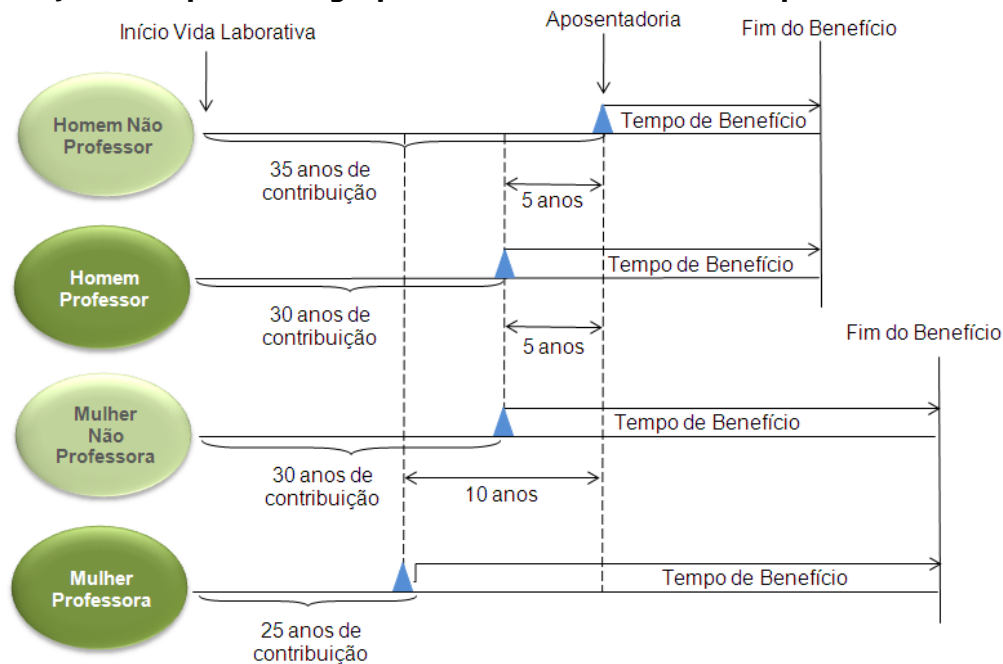 Início Vida Laborativa
Aposentadoria
Fim do Benefício
Homem Não
Professor
Tempo de Benefício
35 anos de
contribuição
5 anos
Homem
Professor
Tempo de Benefício
30 anos de
contribuição
5 anos
Fim do Benefício
Mulher
Não
Professora
Tempo de Benefício
30 anos de
contribuição
10 anos
Mulher
Professora
Tempo de Benefício
25 anos de
contribuição